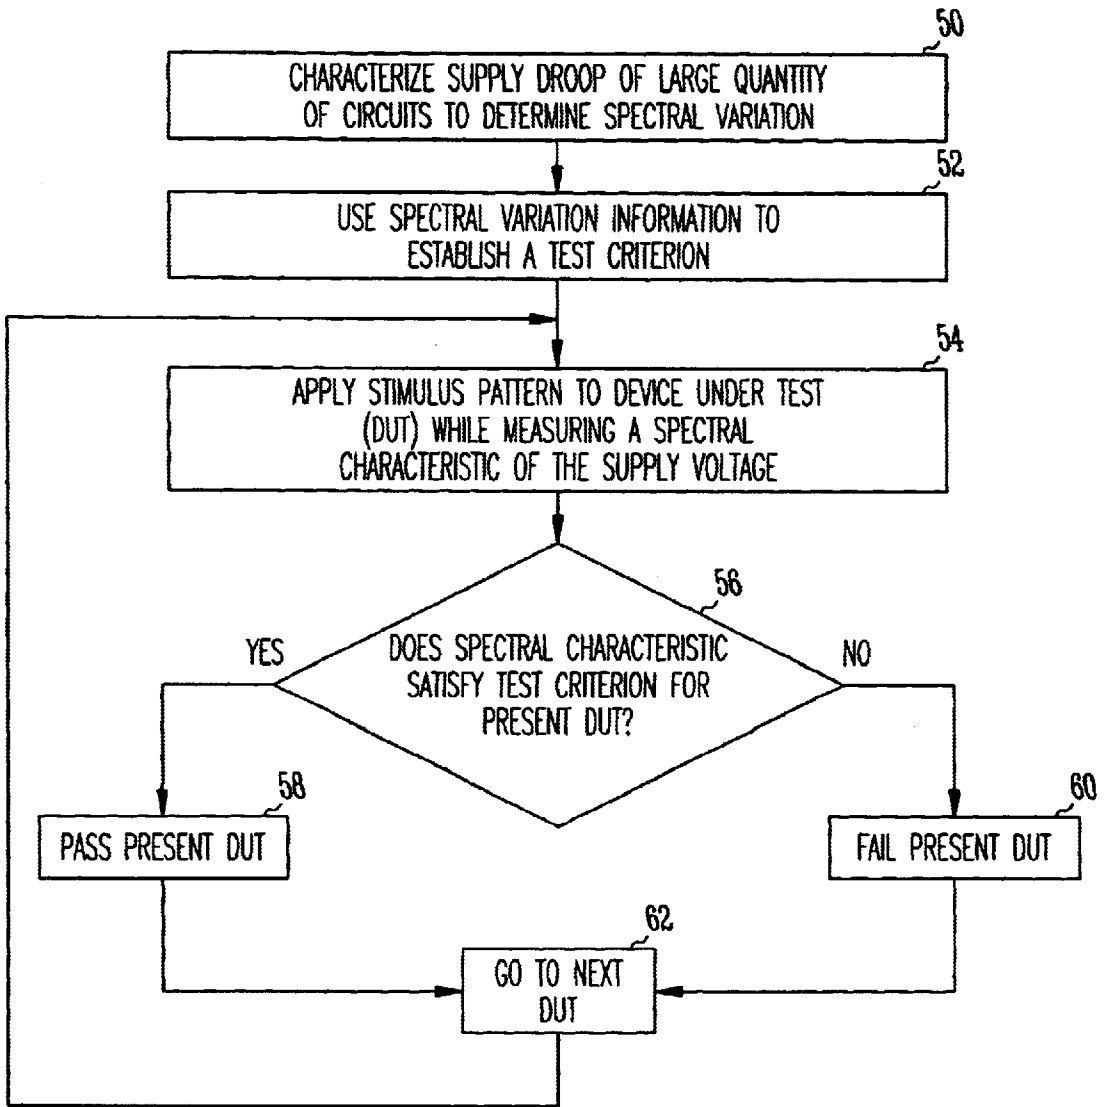 50
CHARACTERIZE SUPPLY DROOP OF LARGE QUANTITY
OF CIRCUITS TO DETERMINE SPECTRAL VARIATION
52
USE SPECTRAL VARIATION INFORMATION TO
ESTABLISH A TEST CRITERION
54
APPLY STIMULUS PATTERN TO DEVICE UNDER TEST
(DUT) WHILE MEASURING A SPECTRAL
CHARACTERISTIC OF THE SUPPLY VOLTAGE
56
YES
DOES SPECTRAL CHARACTERISTIC
SATISFY TEST CRITERION FOR
PRESENT DUT?
NO
58
PASS PRESENT DUT
60
FAIL PRESENT DUT
62
GO TO NEXT
DUT